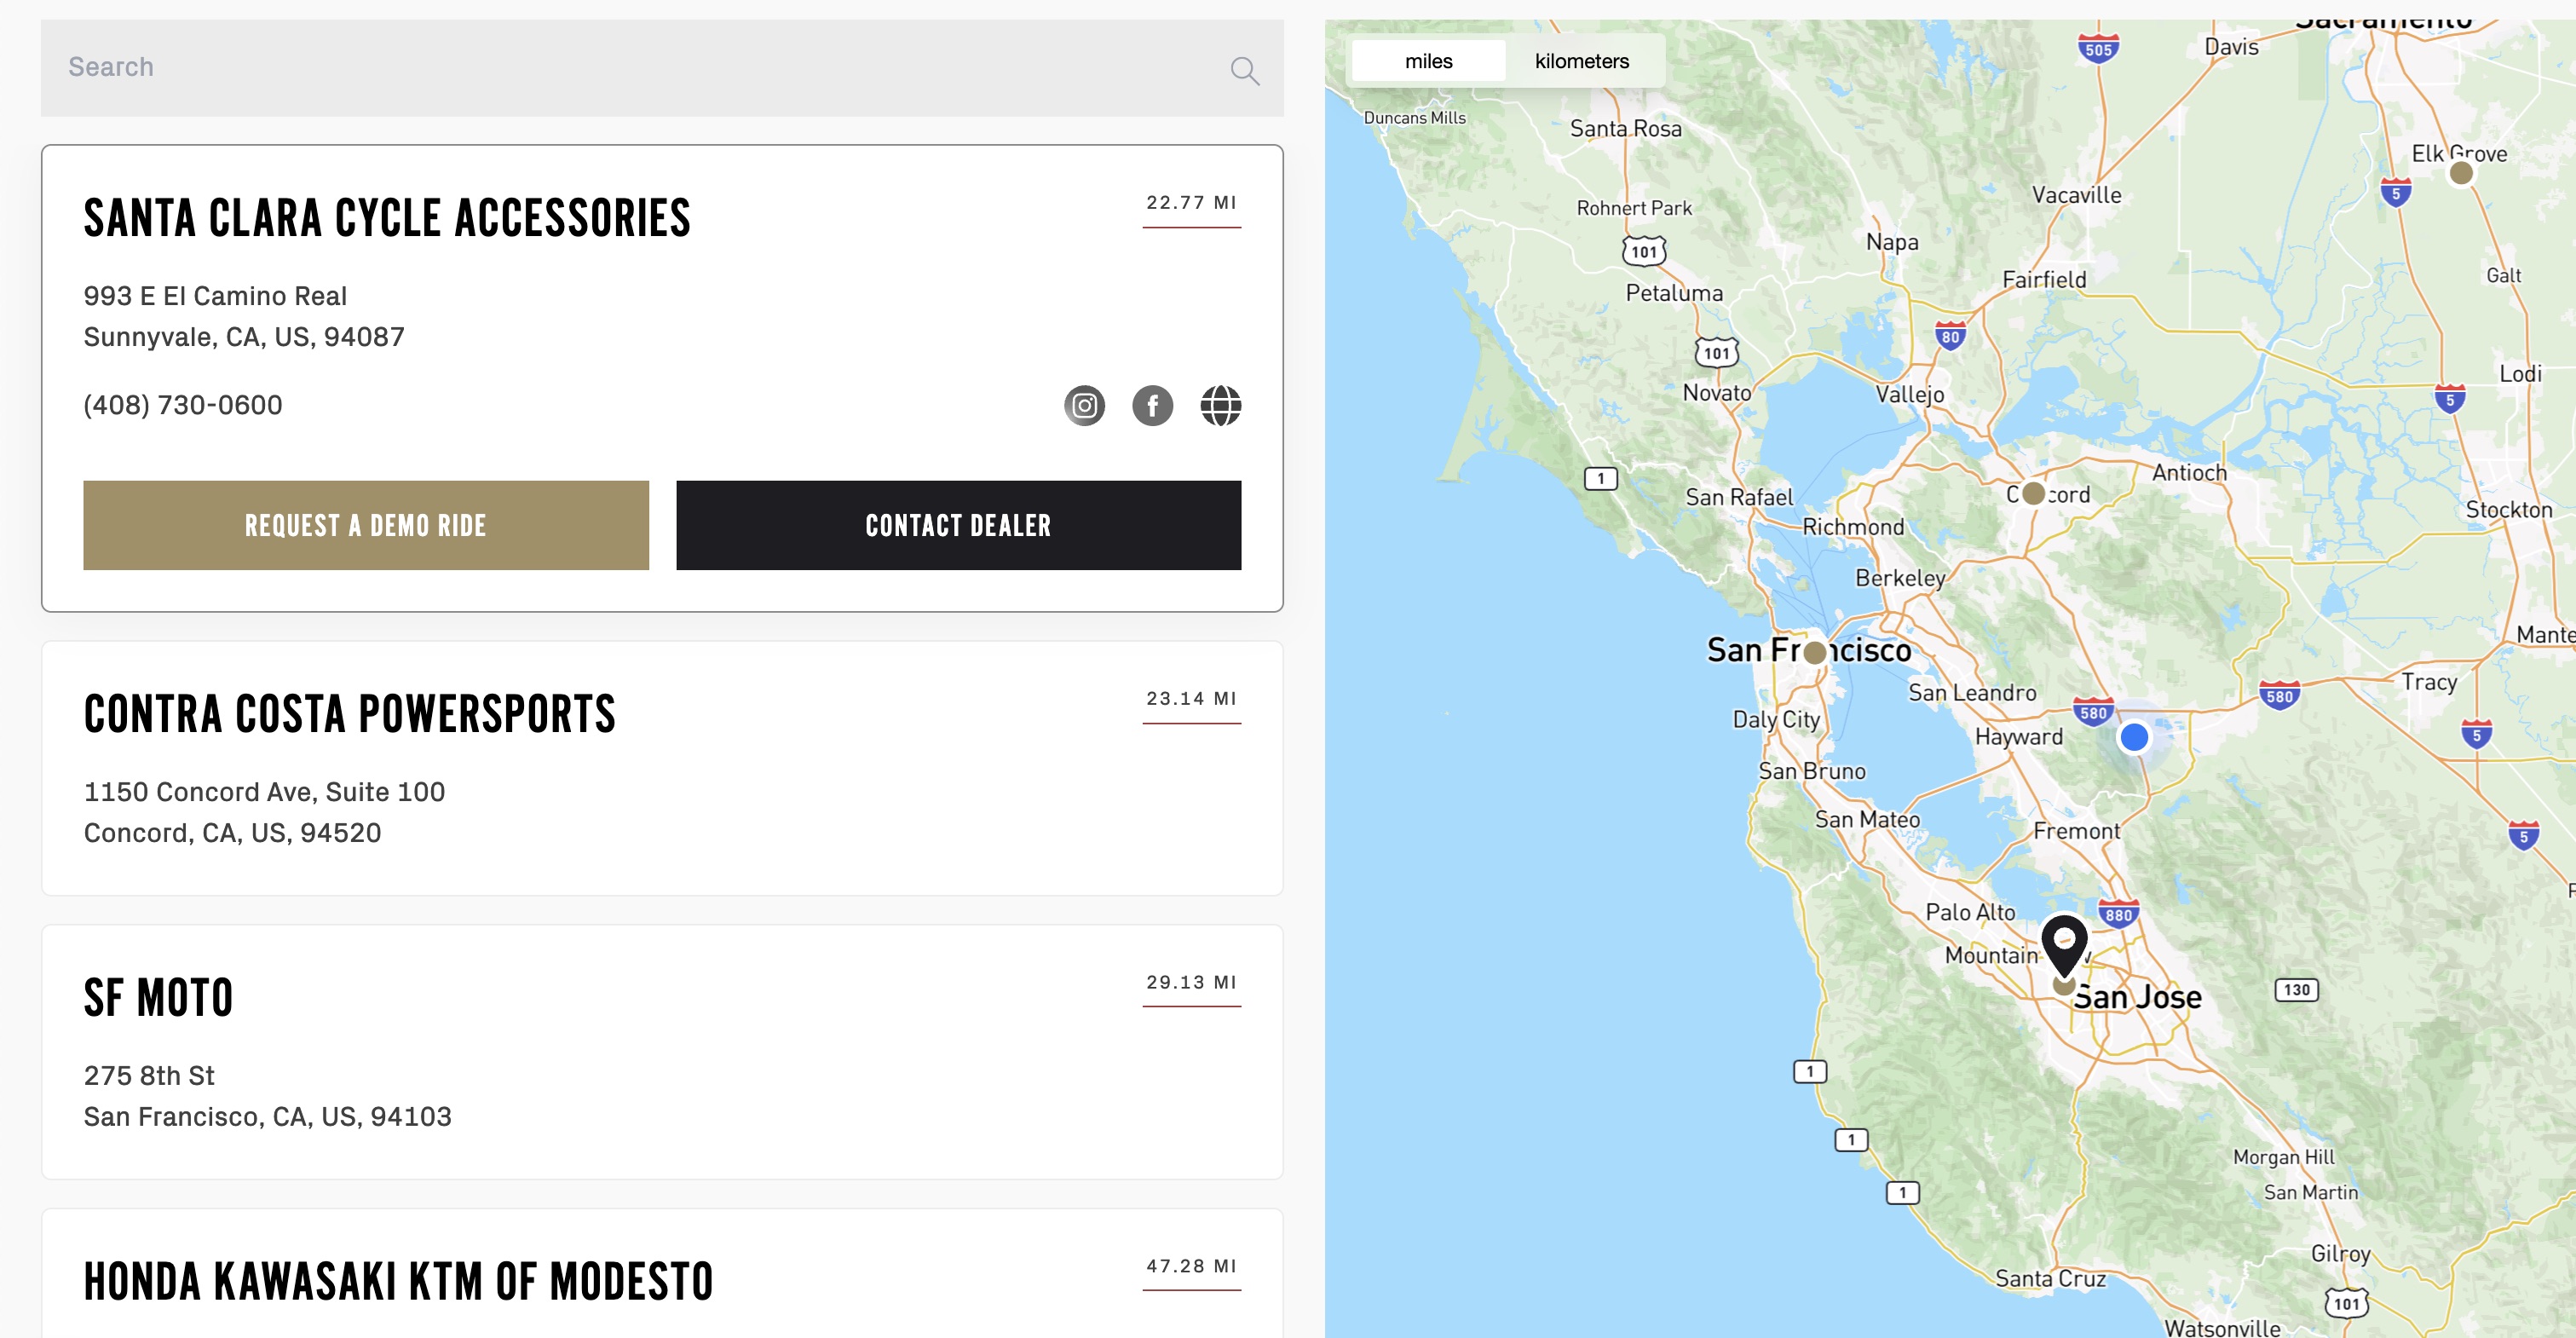 Search
SANTA CLARA CYCLE ACCESSORIES
22.77 MI
993 E El Camino Real
Sunnyvale, CA, US, 94087
(408) 730-0600
REQUEST A DEMO RIDE
CONTACT DEALER
CONTRA COSTA POWERSPORTS
23.14 MI
1150 Concord Ave, Suite 100
Concord, CA, US, 94520
SF MOTO
29.13 MI
275 8th St
San Francisco, CA, US, 94103
HONDA KAWASAKI KTM OF MODESTO
47.28 MI
miles
kilometers
Sacramento
505
Davis
Duncans Mills
Santa Rosa
Elk Grove
5
Vacaville
Rohnert Park
101
Napa
Fairfield
Galt
Petaluma
80
101
Novato
Vallejo
Lodi
5
1
San Rafael
Antioch
Stockton
Richmond
Berkeley
San Leandro
580
580
Tracy
Daly City
Hayward
5
San Bruno
San Mateo
Fremont
5
Palo Alto
880
Mountain
San Jose
130
1
1
1
Morgan Hill
San Martin
Gilroy
Santa Cruz
101
Watsonville